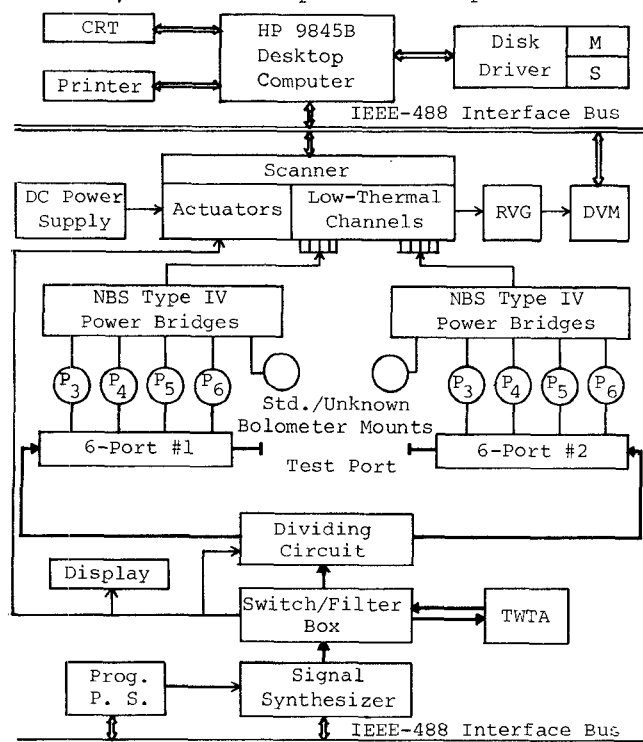 CRT
HP 9845B
Desktop
Computer
Disk
Driver
M
S
Printer
IEEE-488 Interface Bus
Scanner
DC Power
Supply
Actuators
Low-Thermal
Channels
RVG
DVM
NBS Type IV
Power Bridges
NBS Type IV
Power Bridges
P3
P4
P5
P6
P3
P4
P5
P6
Std./Unknown
Bolometer Mounts
6-Port #1
Test Port
6-Port #2
Dividing
Circuit
Display
Switch/Filter
Box
TWTA
Prog.
P. S.
Signal
Synthesizer
IEEE-488 Interface Bus